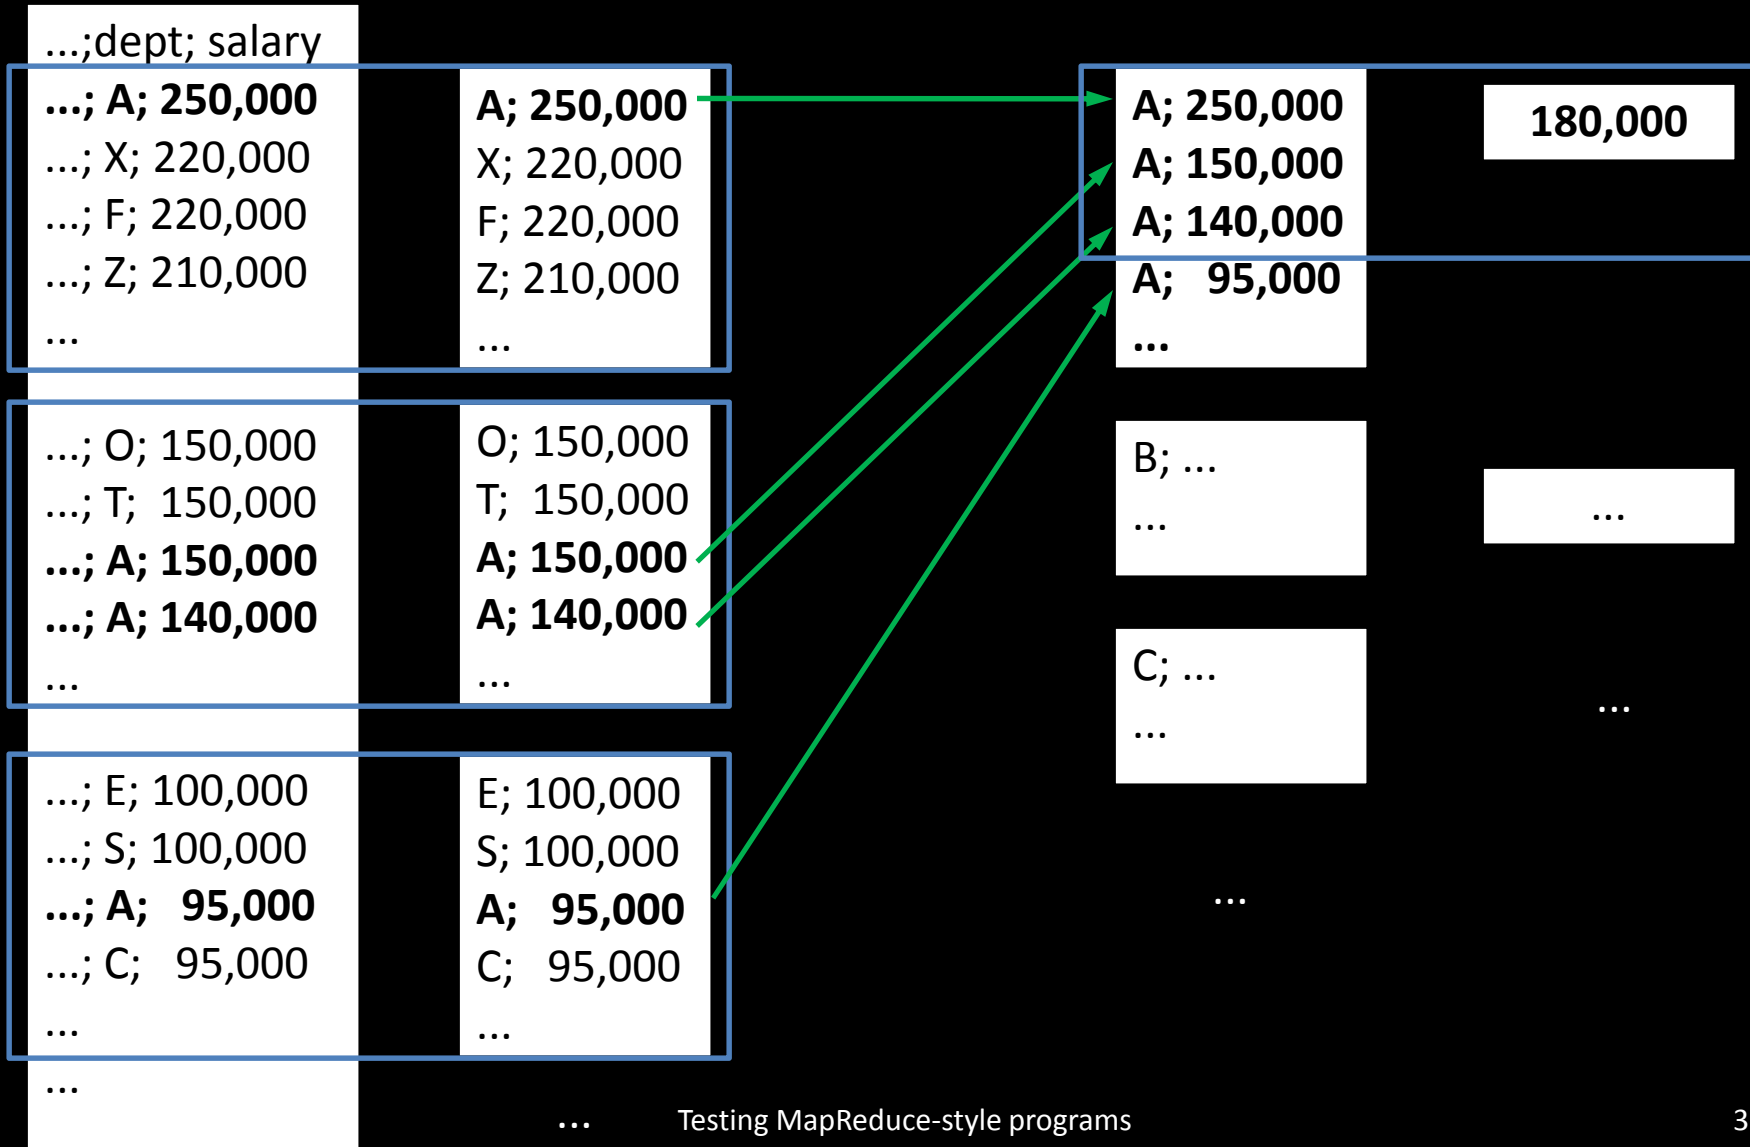 ...;dept; salary
...; A; 250,000
...; X; 220,000
...; F; 220,000
...; Z; 210,000
...
...; O; 150,000
...; T; 150,000
...; A; 150,000
...; A; 140,000
...
...; E; 100,000
...; S; 100,000
...; A; 95,000
...; C; 95,000
...
...
A; 250,000
X; 220,000
F; 220,000
Z; 210,000
...
O; 150,000
T; 150,000
A; 150,000
A; 140,000
...
E; 100,000
S; 100,000
A; 95,000
C; 95,000
...
...
A; 250,000
A; 150,000
A; 140,000
A; 95,000
...
B; ...
...
C; ...
...
...
180,000
...
...
Testing MapReduce-style programs
3